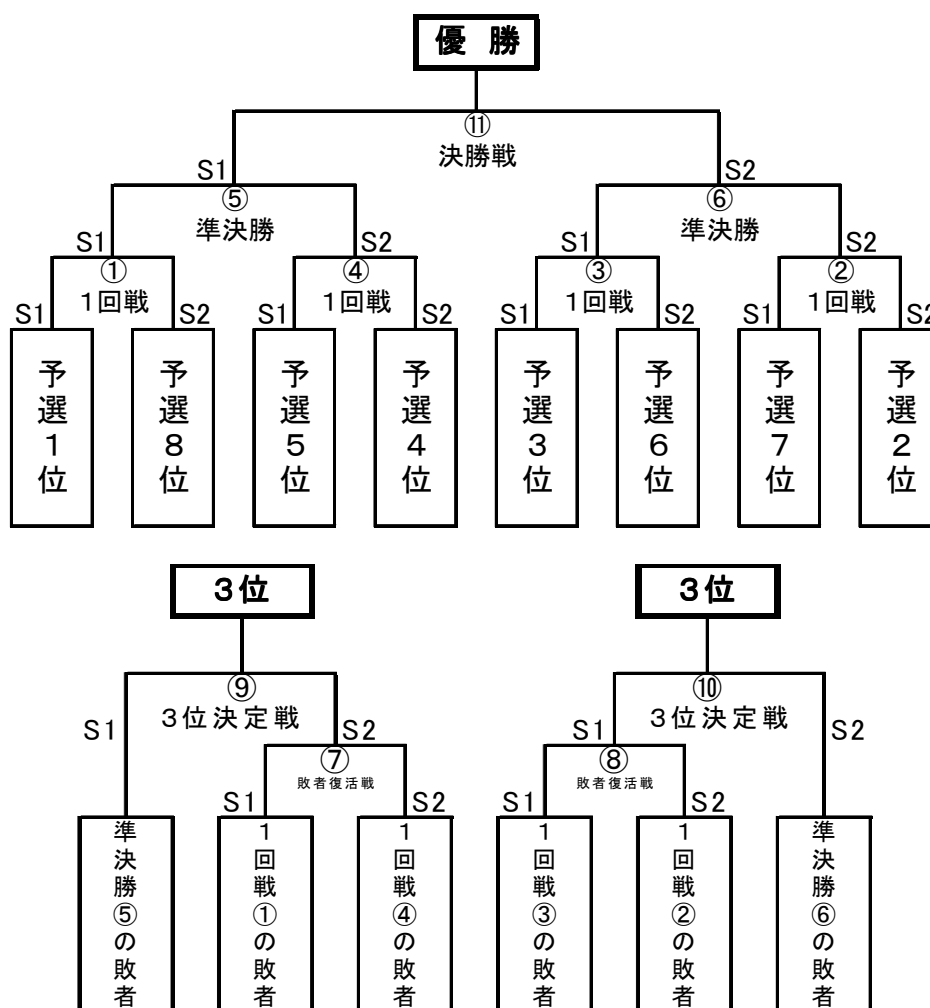 優 勝
⑪
決勝戦
S1
S2
⑤
⑥
準決勝
準決勝
S1
S2
S1
S2
①
④
③
②
1回戦
1回戦
1回戦
1回戦
S1
S2
S1
S2
S1
S2
S1
S2
予選1位
予選8位
予選5位
予選4位
予選3位
予選6位
予選7位
予選2位
3位
3位
⑨
⑩
3位決定戦
3位決定戦
S1
S2
S1
S2
⑦
⑧
敗者復活戦
敗者復活戦
S1
S2
S1
S2
準決勝⑤の敗者
1回戦①の敗者
1回戦④の敗者
1回戦③の敗者
1回戦②の敗者
準決勝⑥の敗者